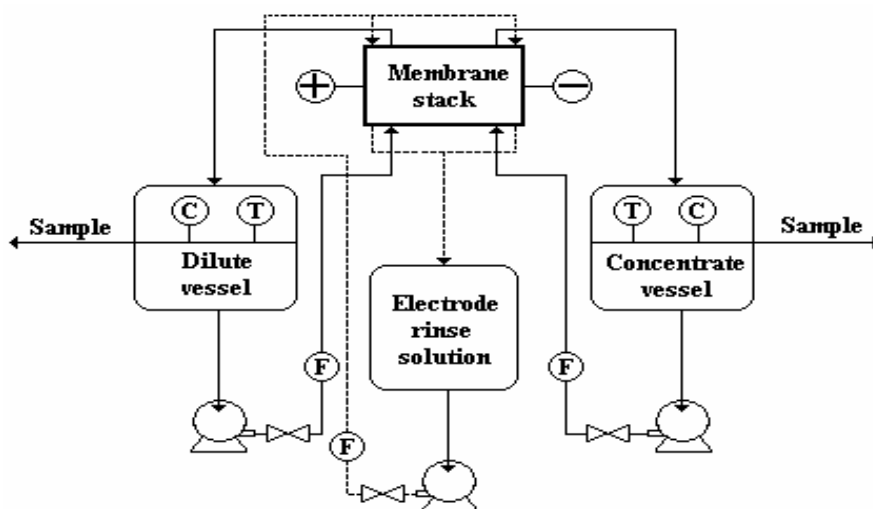 Membrane
stack
+
−
C
T
T
C
Sample
Sample
Dilute
vessel
Concentrate
vessel
Electrode
rinse
solution
F
F
F